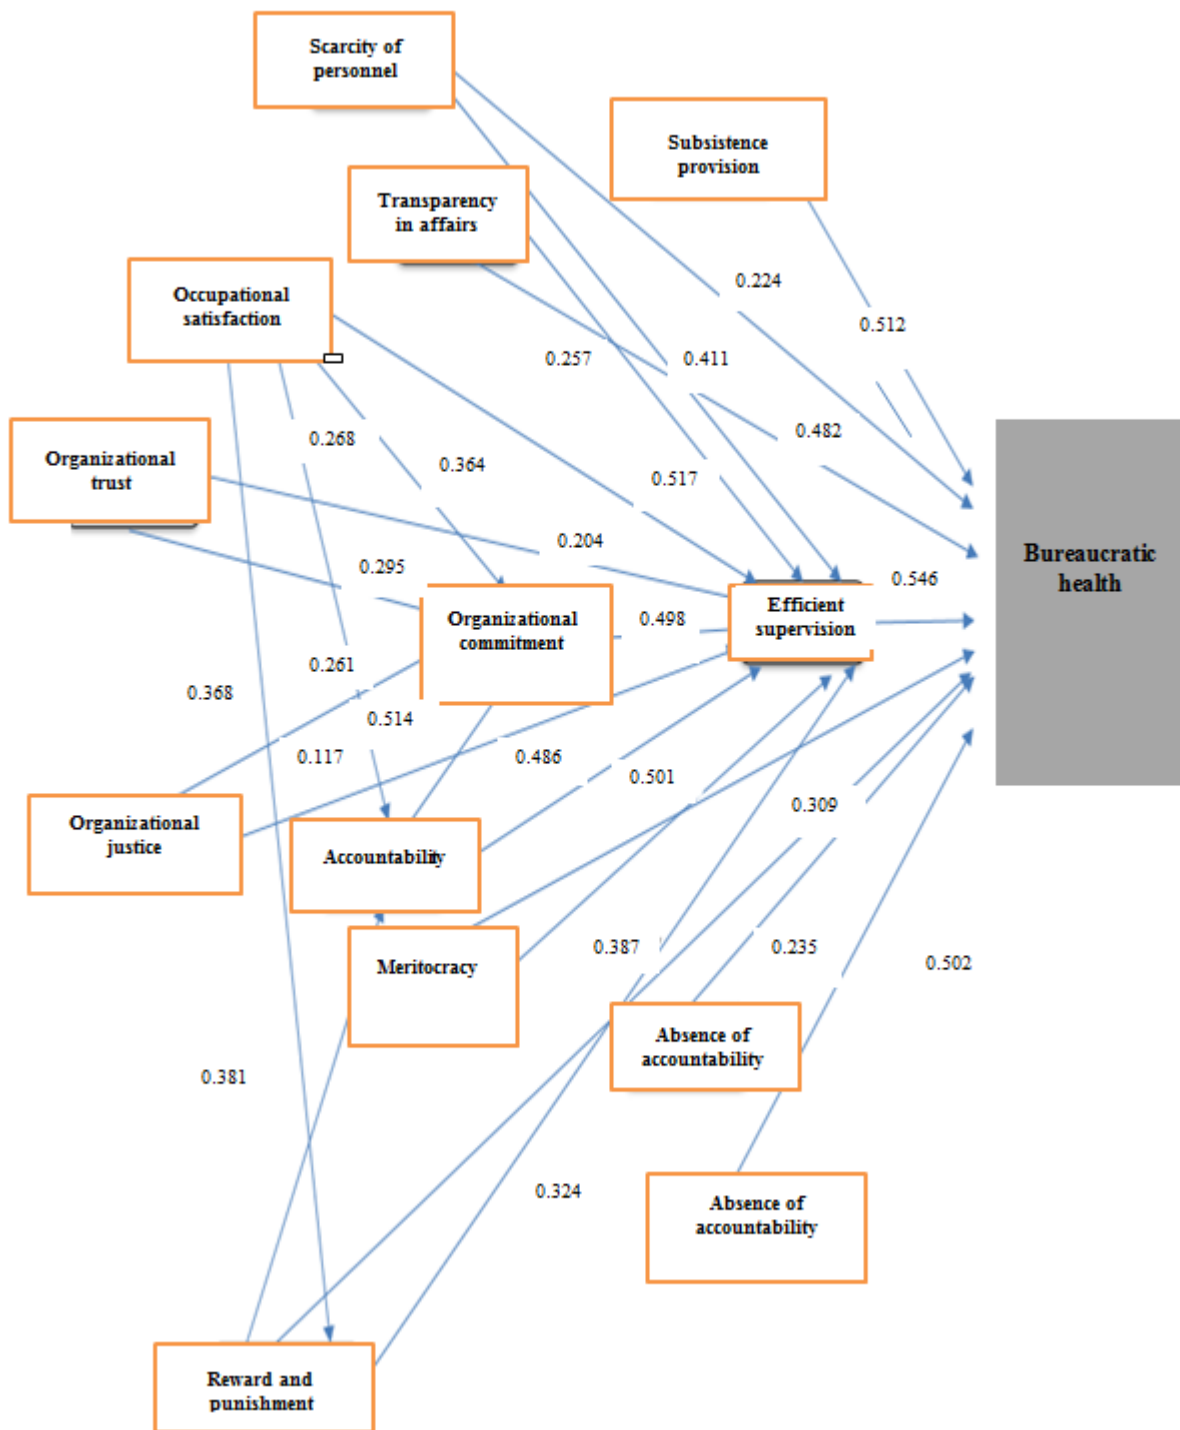 Scarcity of
personnel
Subsistence
provision
Transparency
in affairs
0.224
Occupational
satisfaction
0.512
0.257
0.411
0.482
0.268
0.364
0.517
Organizational
trust
0.204
0.295
0.546
Bureaucratic
health
Organizational
commitment
0.498
Efficient
supervision
0.261
0.368
0.514
0.117
0.486
0.501
0.309
Organizational
justice
Accountability
Meritocracy
0.387
0.235
0.502
Absence of
accountability
0.381
0.324
Absence of
accountability
Reward and
punishment